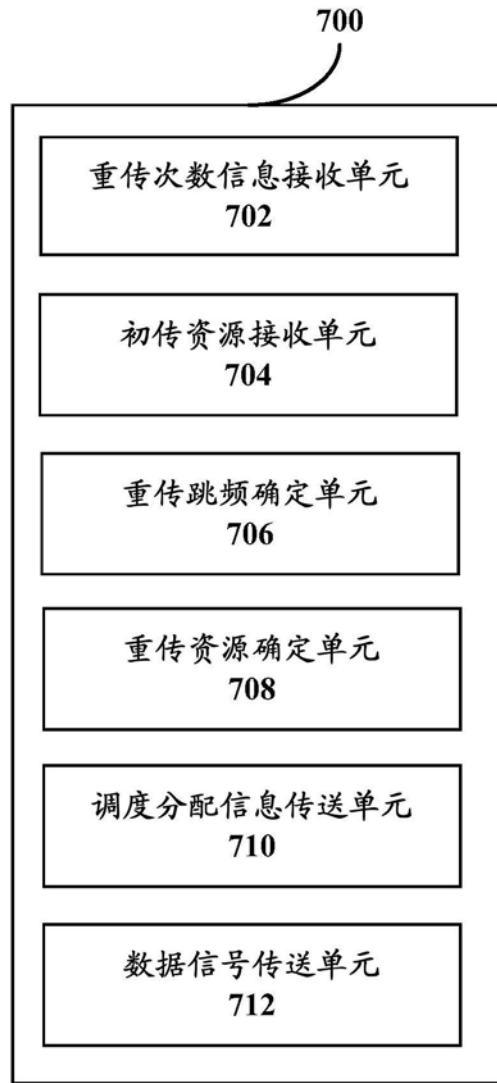 700
重传次数信息接收单元
702
初传资源接收单元
704
重传跳频确定单元
706
重传资源确定单元
708
调度分配信息传送单元
710
数据信号传送单元
712